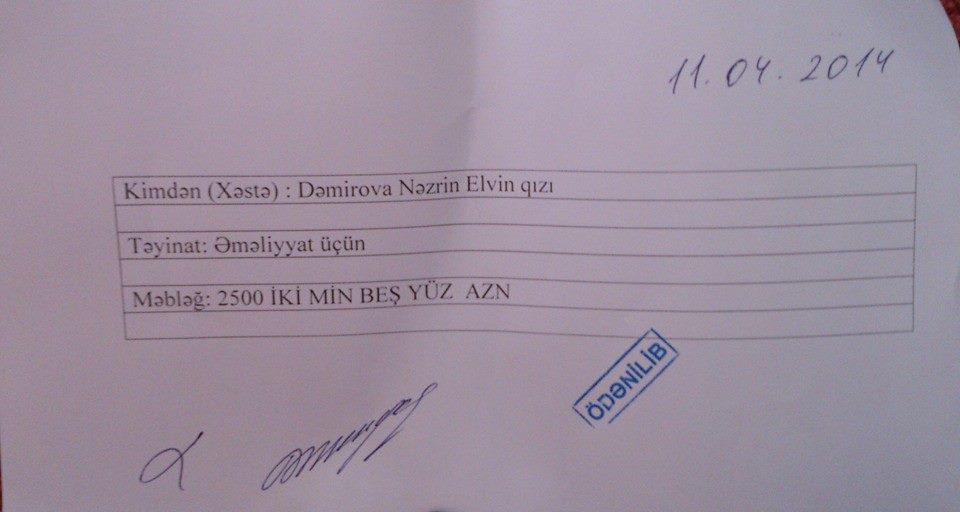 11.04.2014
Kimdən (Xəstə) : Dəmirova Nəzrin Elvin qızı
Təyinat: Əməliyyat üçün
Məbləğ: 2500 İKİ MİN BEŞ YÜZ AZN
ÖDƏNİLİB